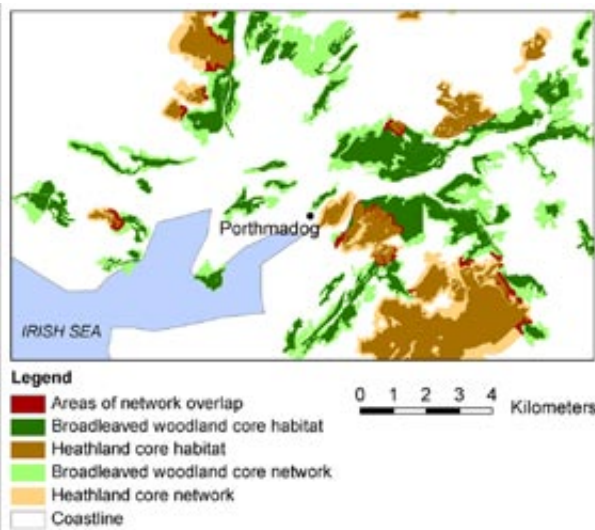 Porthmadog
IRISH SEA
Legend
Areas of network overlap
Broadleaved woodland core habitat
Heathland core habitat
Broadleaved woodland core network
Heathland core network
Coastline
0 1 2 3 4
Kilometers